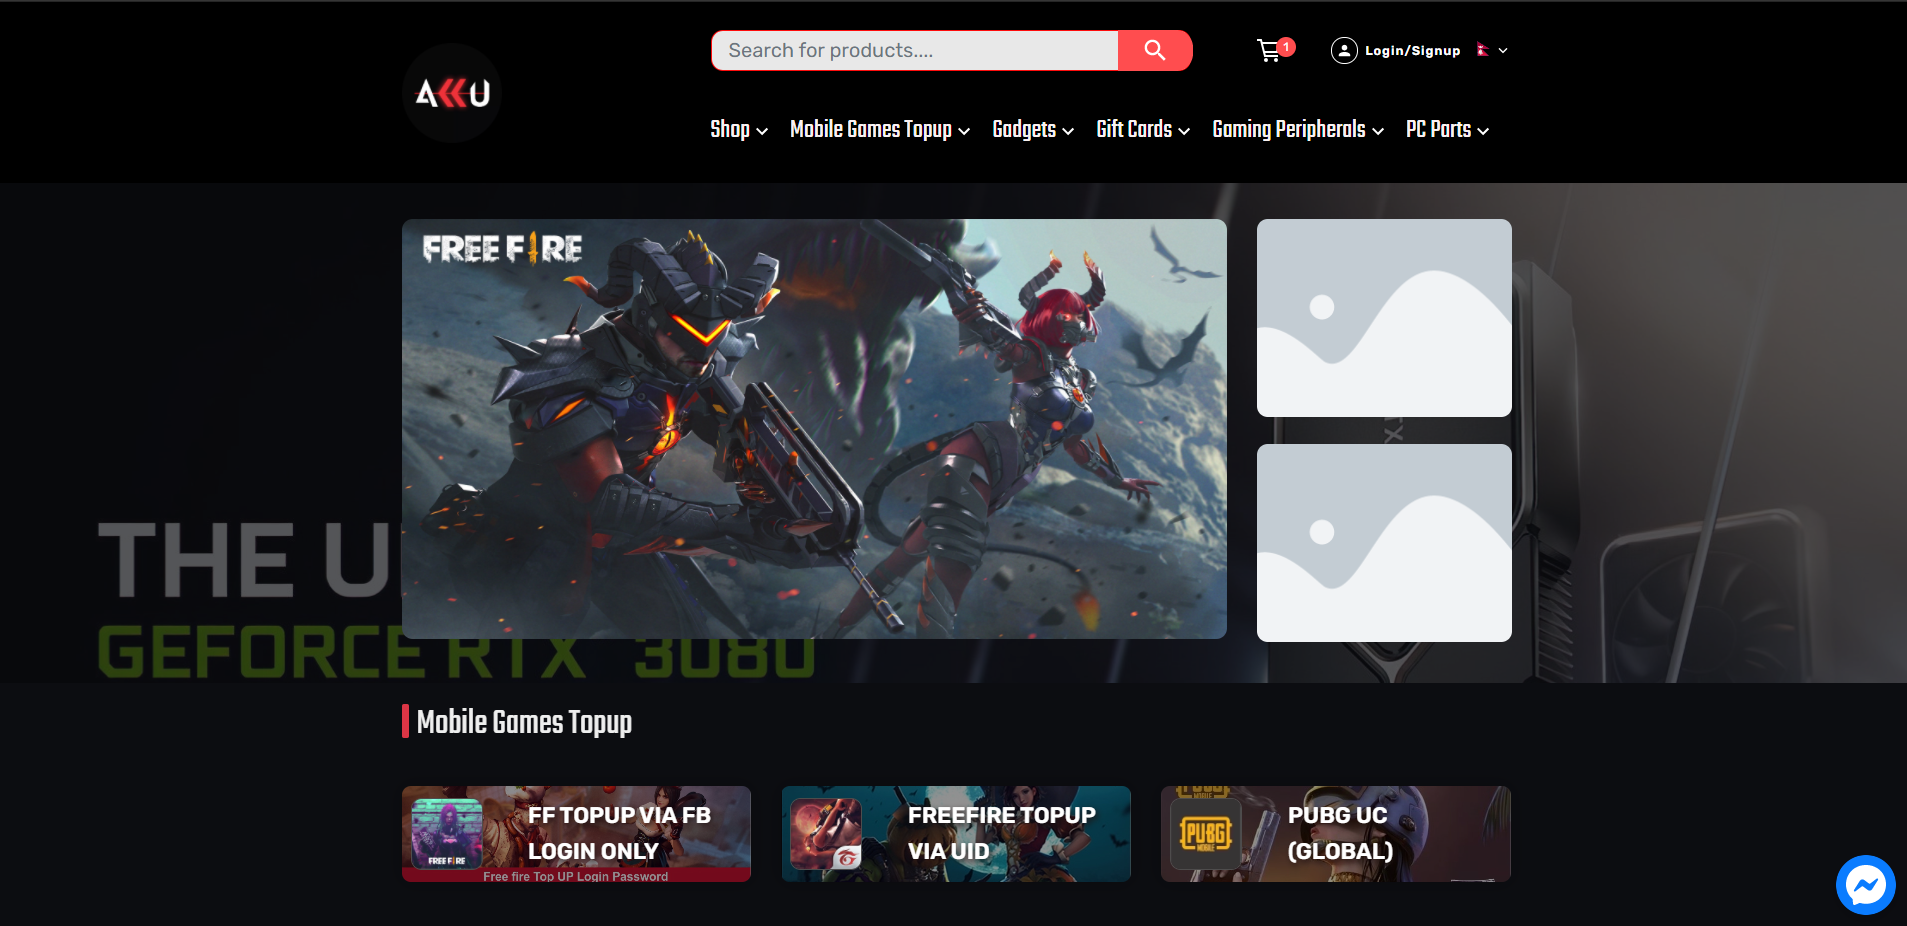 Search for products....
1
Login/Signup
Shop
Mobile Games Topup
Gadgets
Gift Cards
Gaming Peripherals
PC Parts
FREE FIRE
THE U
GEFORCE RTX 3080
Mobile Games Topup
FREE FIRE
FF TOPUP VIA FB
LOGIN ONLY
Free fire Top UP Login Password
FREEFIRE TOPUP
VIA UID
PUBG
MOBILE
PUBG UC
(GLOBAL)